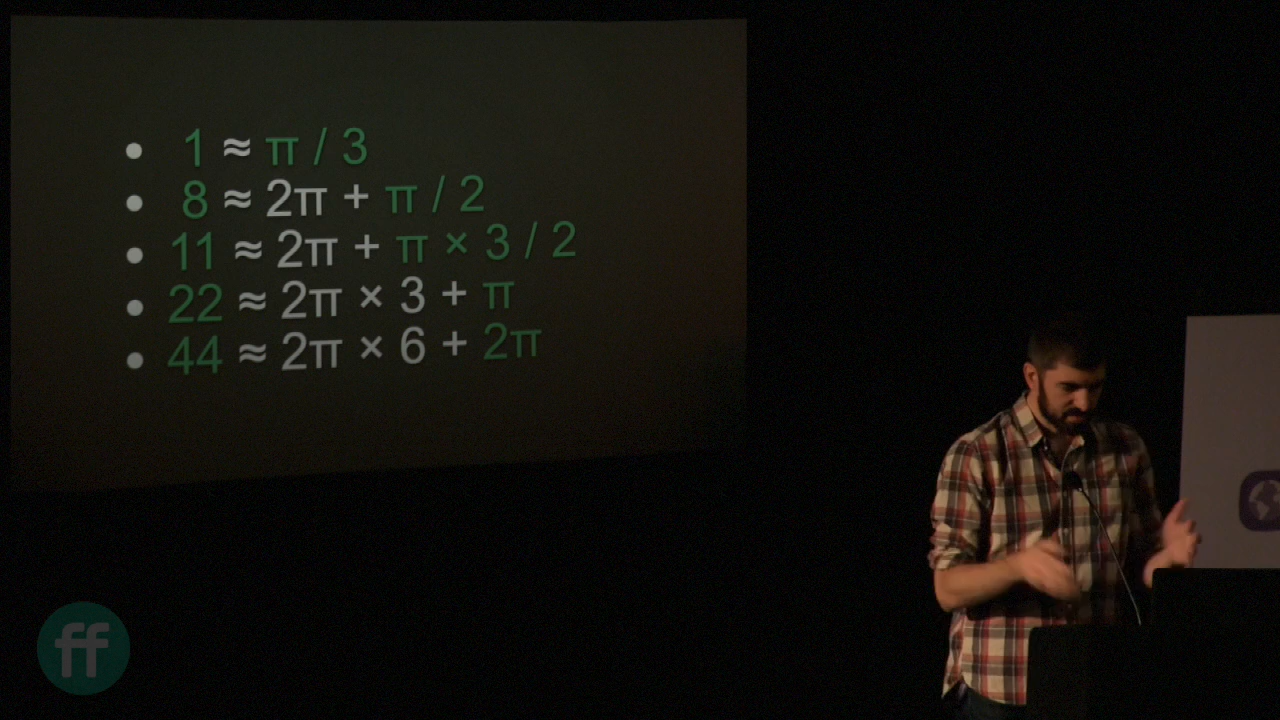 • 1 ≈ π / 3
• 8 ≈ 2π + π / 2
• 11 ≈ 2π + π × 3 / 2
• 22 ≈ 2π × 3 + π
• 44 ≈ 2π × 6 + 2π
ff